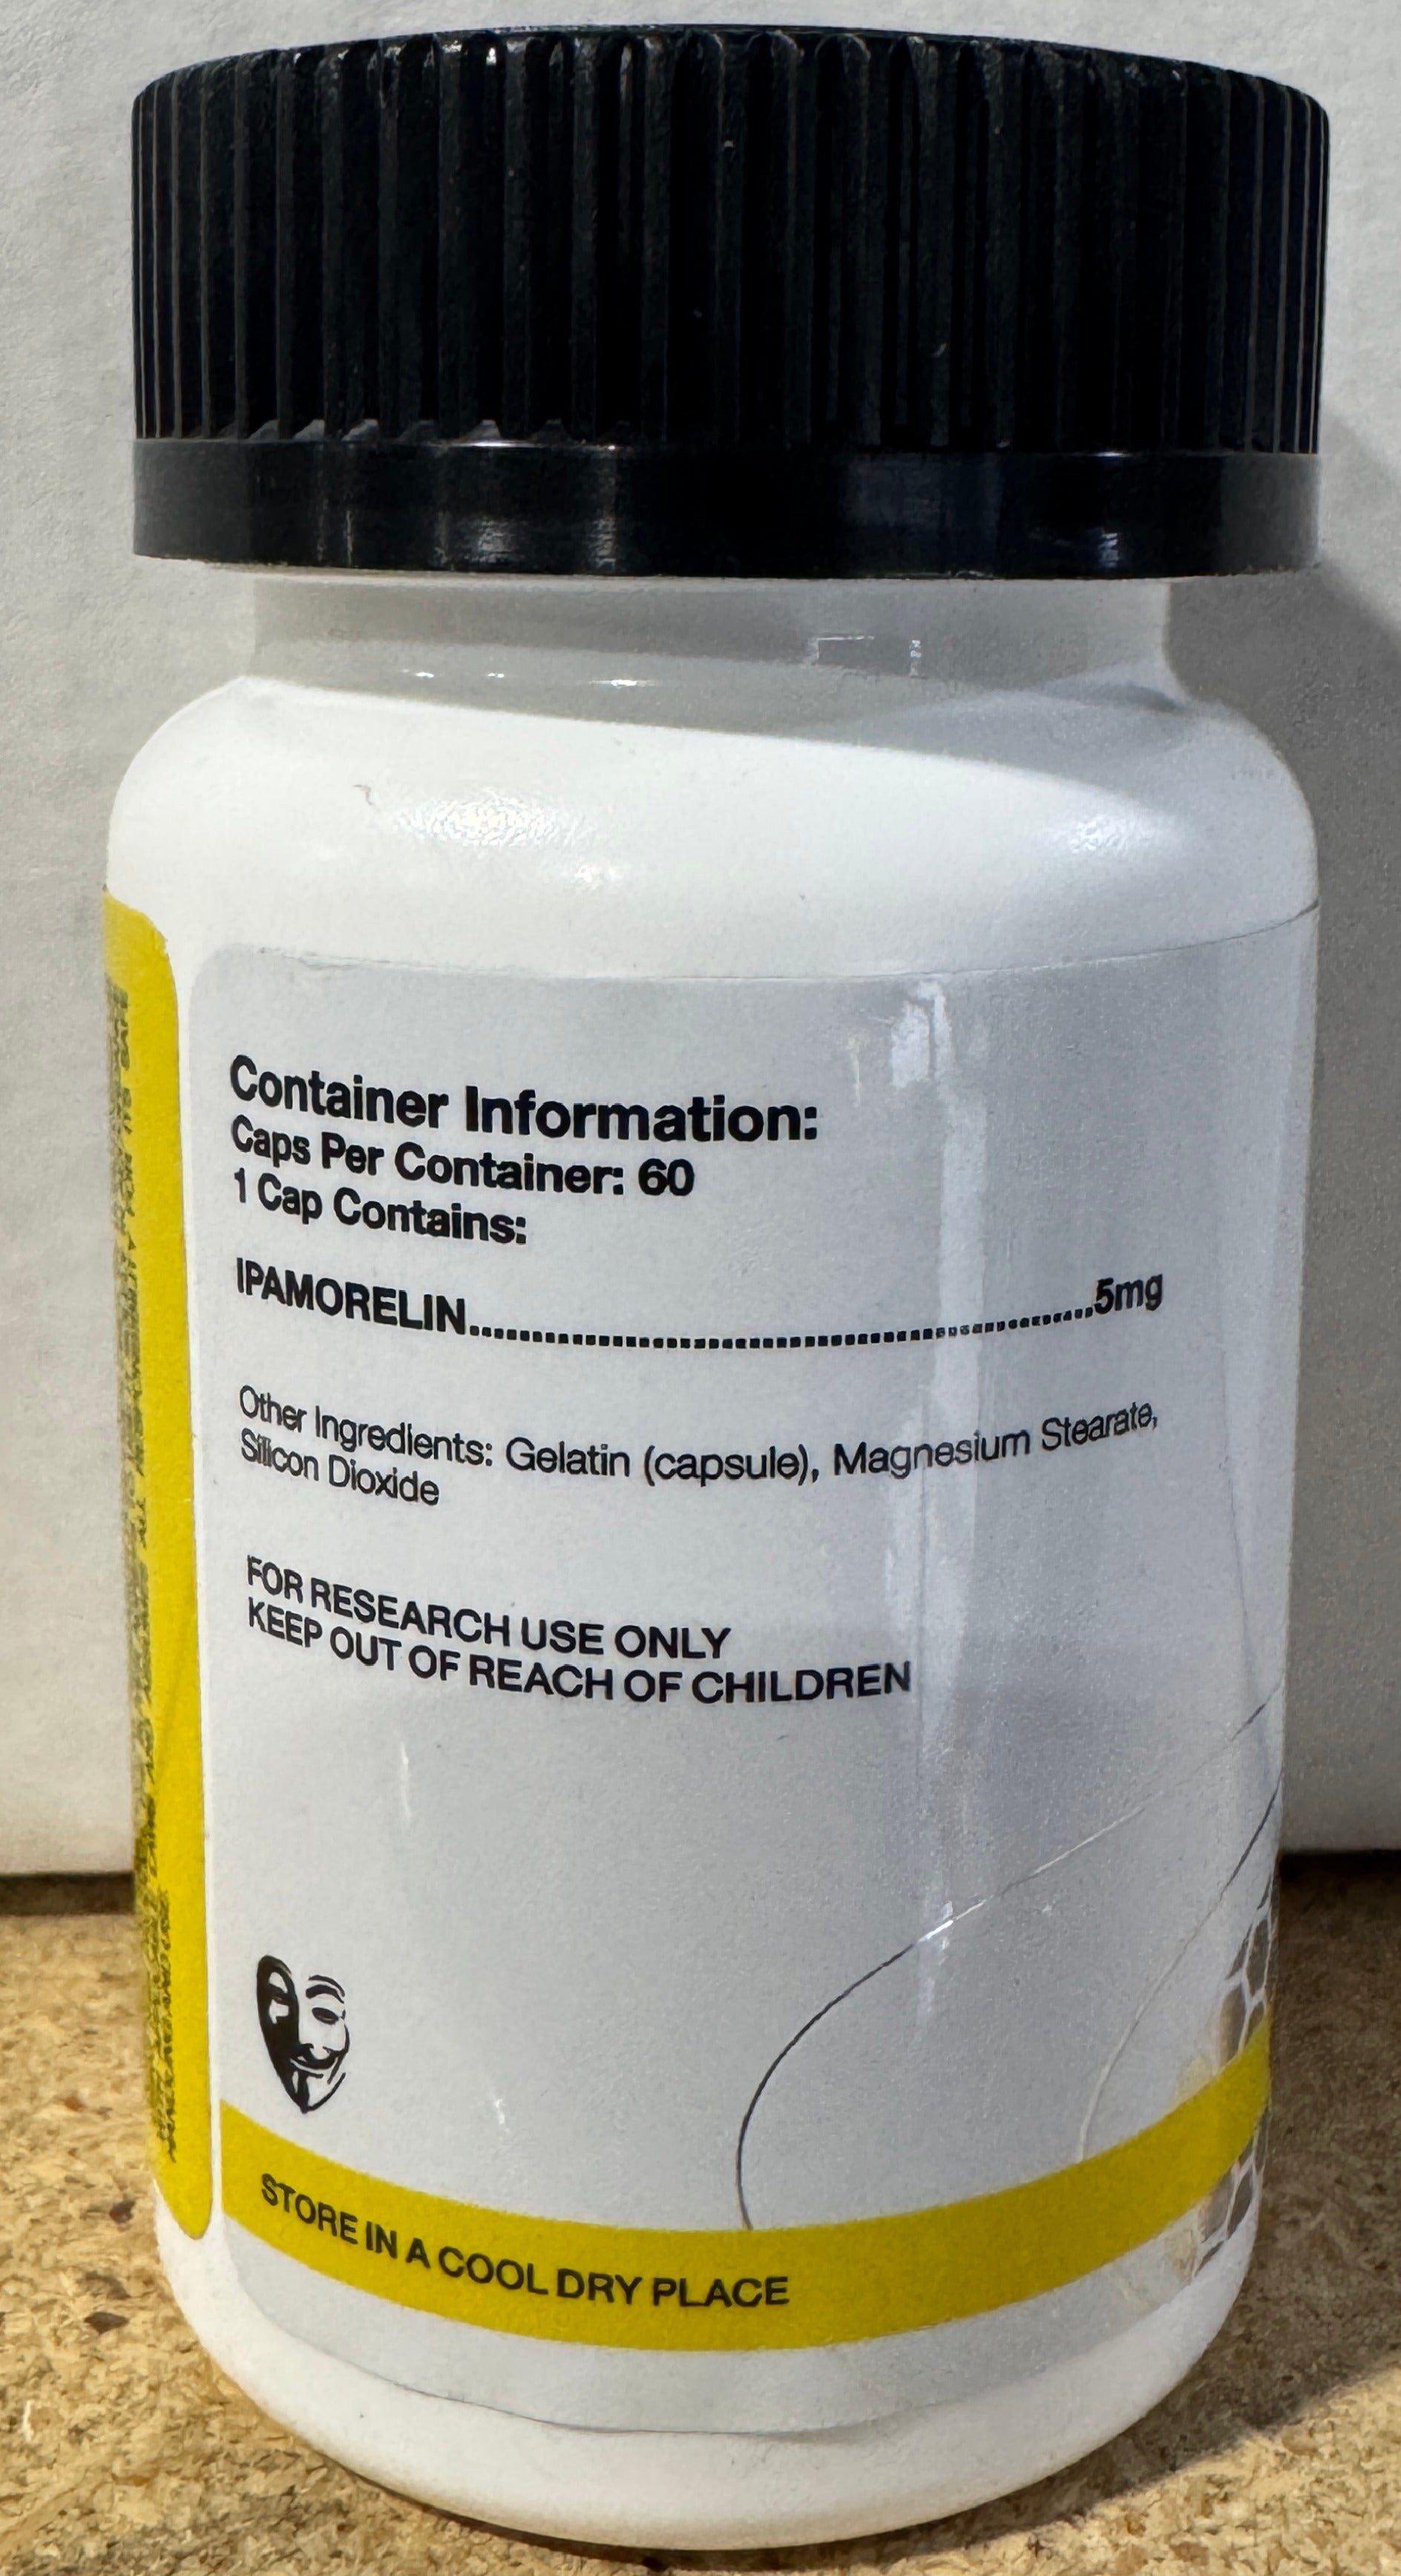 Container Information:
Caps Per Container: 60
1 Cap Contains:
IPAMORELIN..........................................................5mg
Other Ingredients: Gelatin (capsule), Magnesium Stearate,
Silicon Dioxide
FOR RESEARCH USE ONLY
KEEP OUT OF REACH OF CHILDREN
STORE IN A COOL DRY PLACE